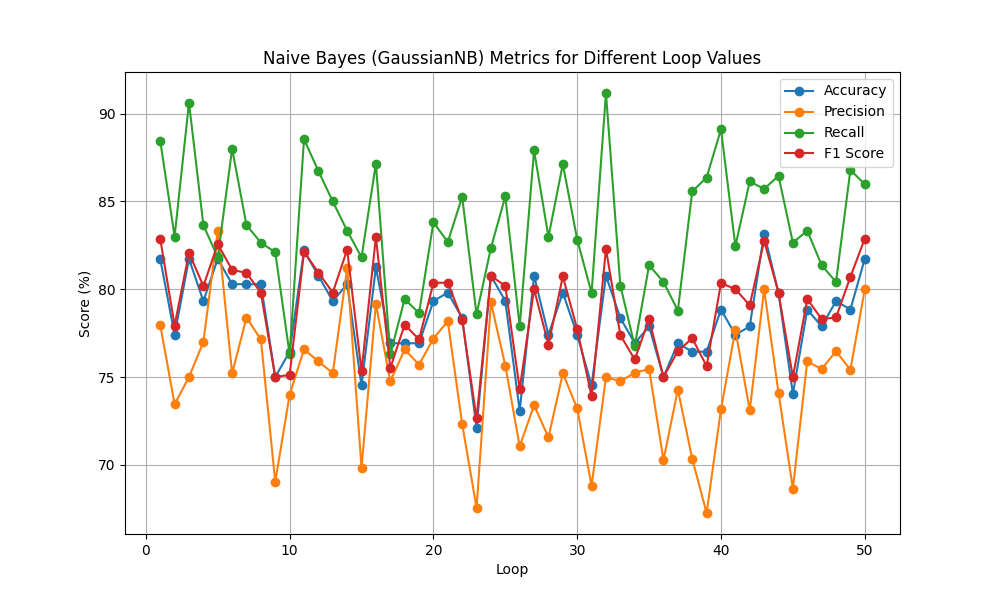 Naive Bayes (GaussianNB) Metrics for Different Loop Values
Accuracy
Precision
Recall
F1 Score
Score (%)
90
85
80
75
70
0 10 20 30 40 50
Loop